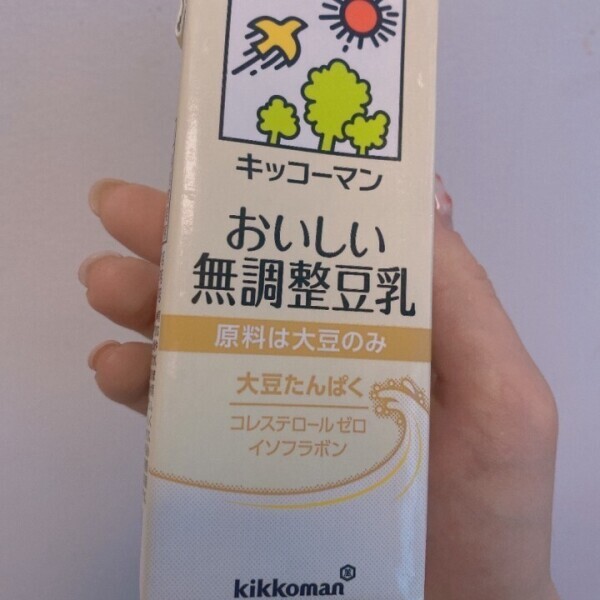 キッコーマン
おいしい
無調整豆乳
原料は大豆のみ
大豆たんぱく
コレステロールゼロ
イソフラボン
kikkoman